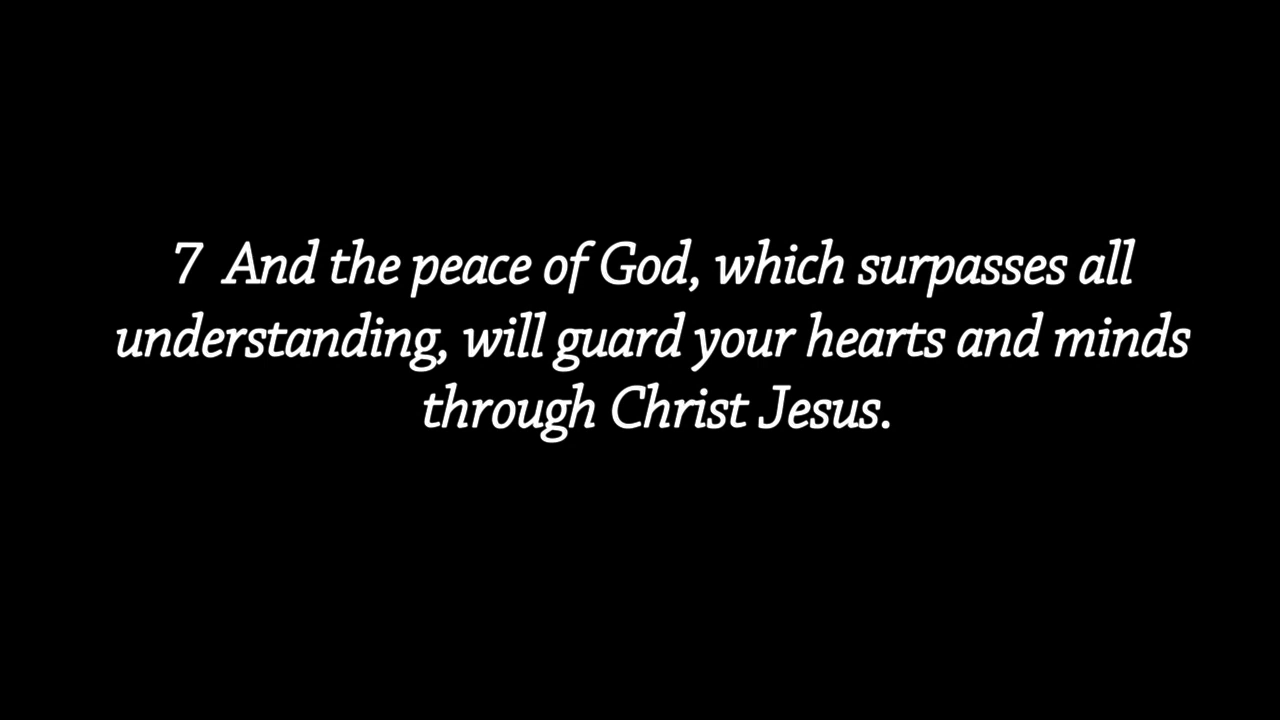 7 And the peace of God, which surpasses all
understanding, will guard your hearts and minds
through Christ Jesus.